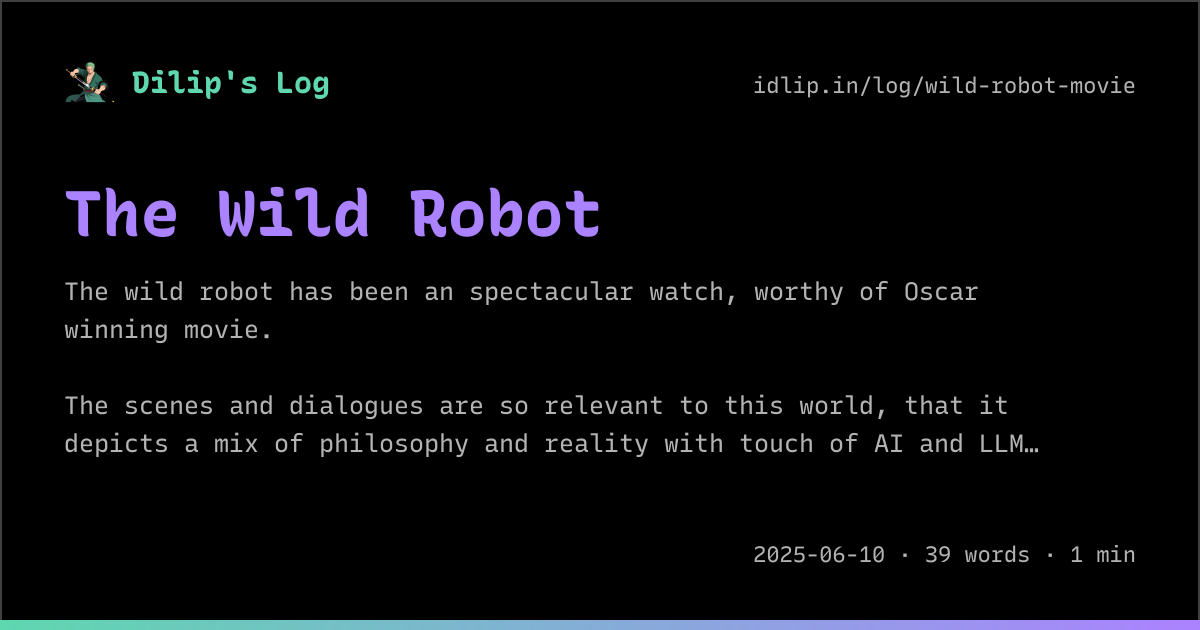 Dilip's Log
idlip.in/log/wild-robot-movie
The Wild Robot
The wild robot has been an spectacular watch, worthy of Oscar
winning movie.
The scenes and dialogues are so relevant to this world, that it
depicts a mix of philosophy and reality with touch of AI and LLM…
2025-06-10 · 39 words · 1 min